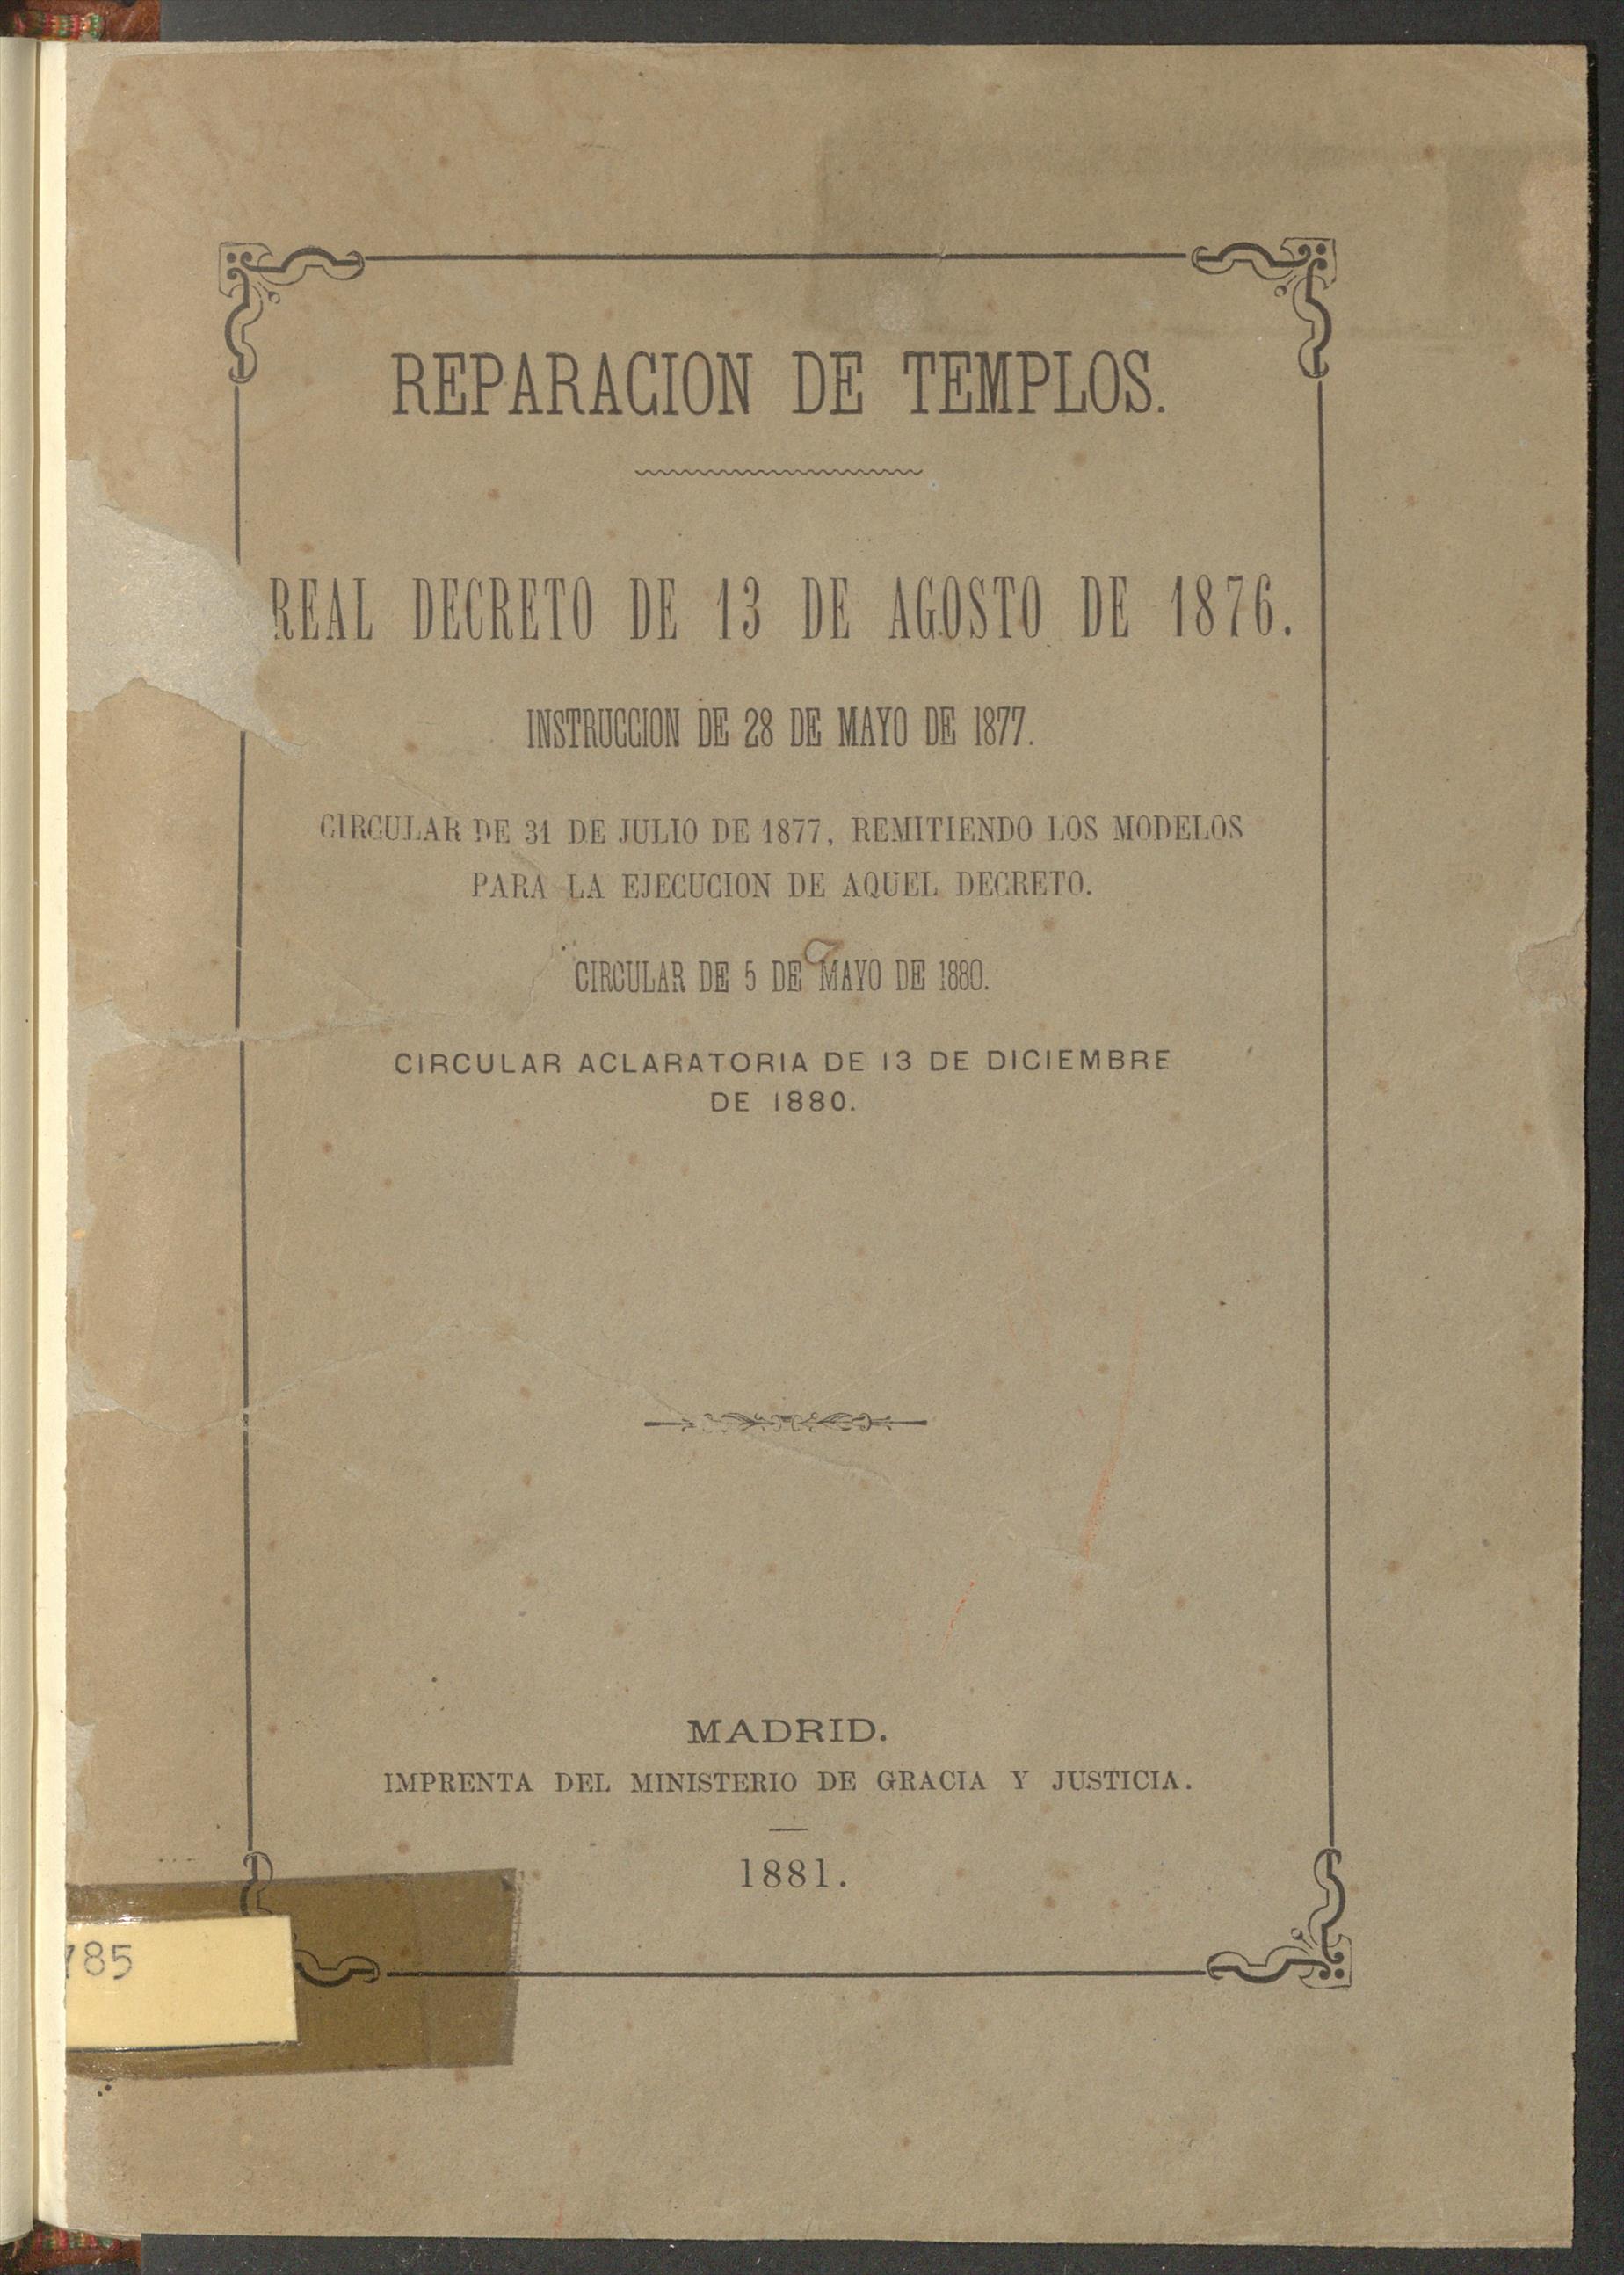 REPARACION DE TEMPLOS.
REAL DECRETO DE 13 DE AGOSTO DE 1876.
INSTRUCCION DE 28 DE MAYO DE 1877.
CIRCULAR DE 31 DE JULIO DE 1877, REMITIENDO LOS MODELOS
PARA LA EJECUCION DE AQUEL DECRETO.
CIRCULAR DE 5 DE MAYO DE 1880.
CIRCULAR ACLARATORIA DE 13 DE DICIEMBRE
DE 1880.
MADRID.
IMPRENTA DEL MINISTERIO DE GRACIA Y JUSTICIA.
1881.
785